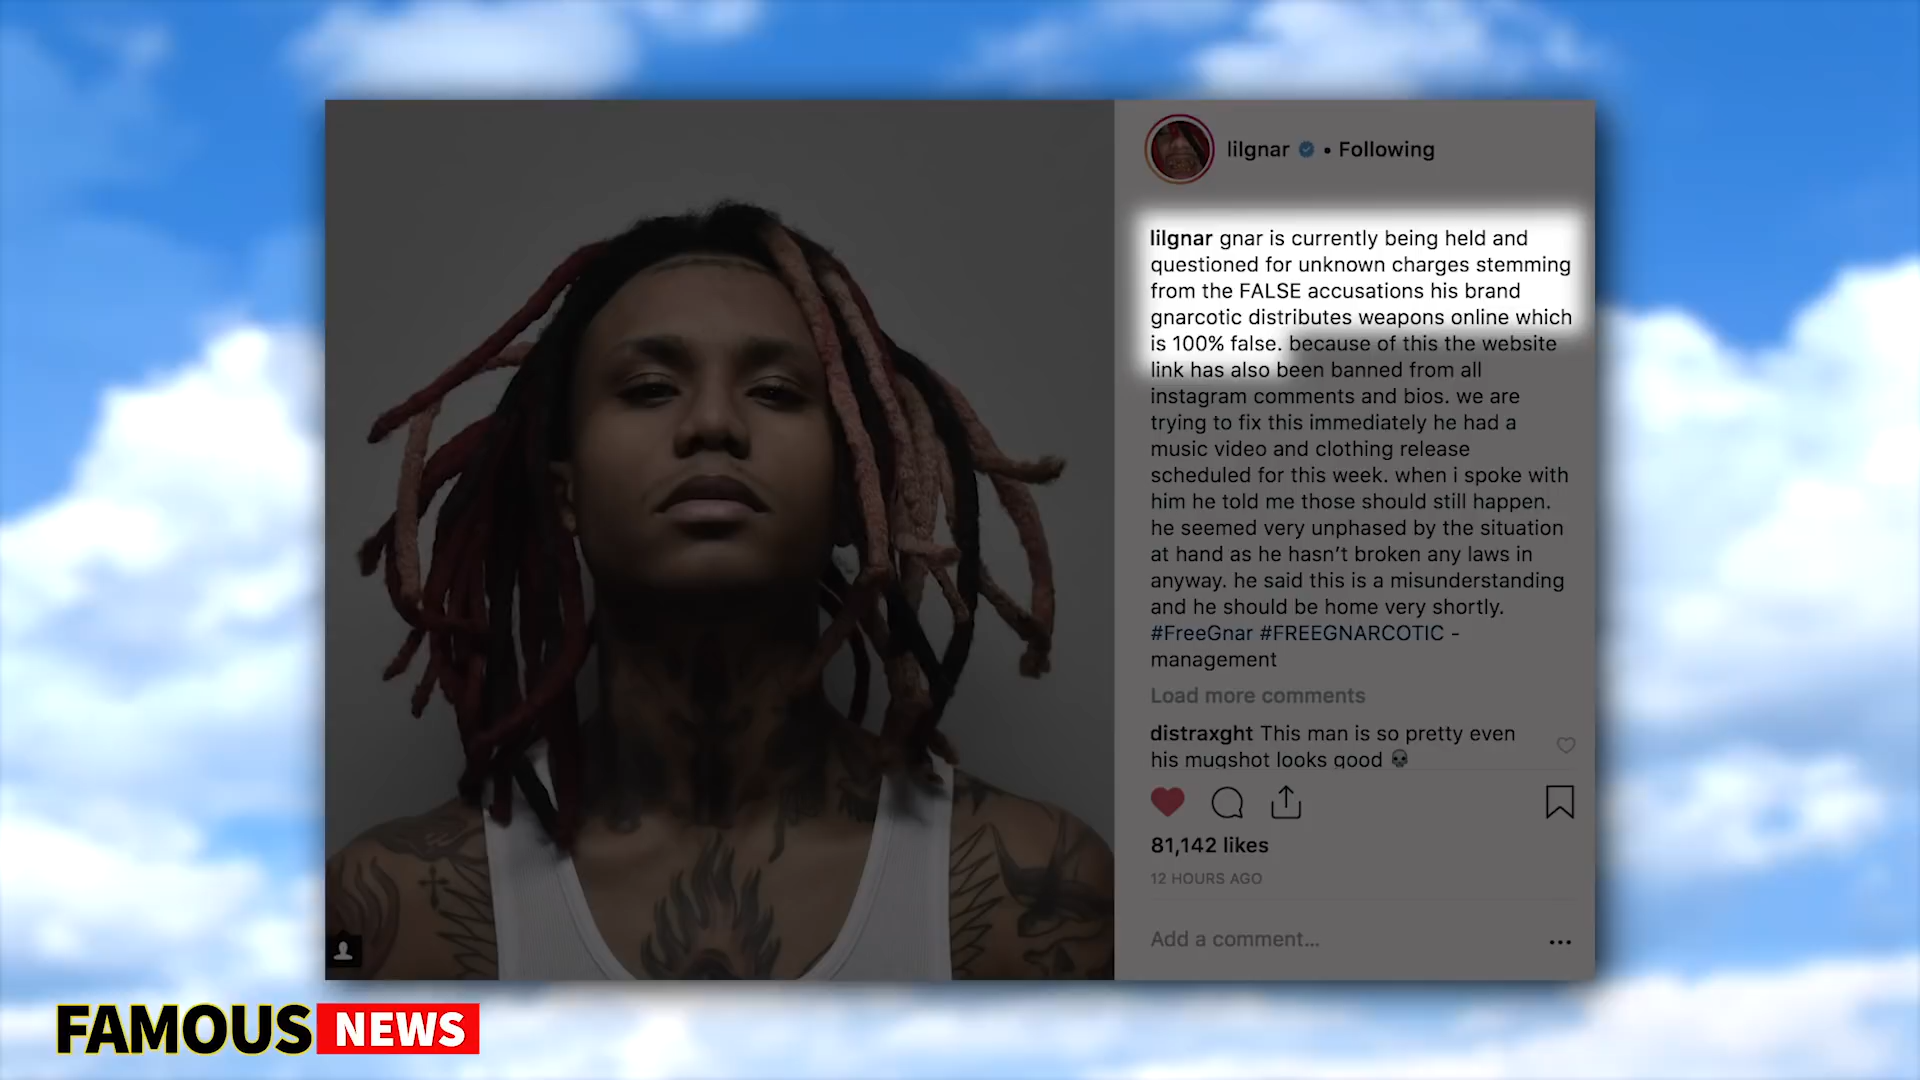 lilgnar • Following
lilgnar gnar is currently being held and
questioned for unknown charges stemming
from the FALSE accusations his brand
gnarcotic distributes weapons online which
is 100% false. because of this the website
link has also been banned from all
instagram comments and bios. we are
trying to fix this immediately he had a
music video and clothing release
scheduled for this week. when i spoke with
him he told me those should still happen.
he seemed very unphased by the situation
at hand as he hasn't broken any laws in
anyway. he said this is a misunderstanding
and he should be home very shortly.
#FreeGnar #FREEGNARCOTIC -
management
Load more comments
distraxght This man is so pretty even
his mugshot looks good 💀
81,142 likes
12 HOURS AGO
Add a comment...
FAMOUS NEWS